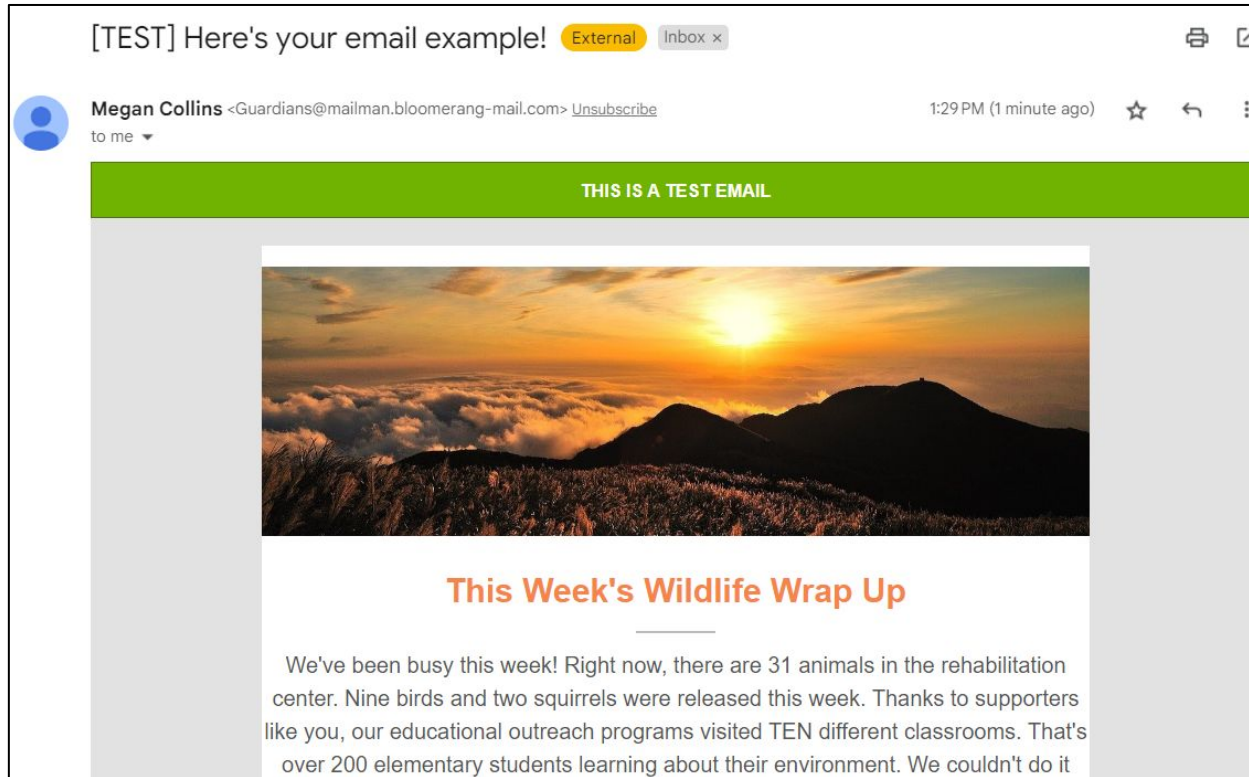 [TEST] Here's your email example! External Inbox ×
Megan Collins <Guardians@mailman.bloomerang-mail.com> Unsubscribe 1:29 PM (1 minute ago)
to me
THIS IS A TEST EMAIL
This Week's Wildlife Wrap Up
We've been busy this week! Right now, there are 31 animals in the rehabilitation
center. Nine birds and two squirrels were released this week. Thanks to supporters
like you, our educational outreach programs visited TEN different classrooms. That's
over 200 elementary students learning about their environment. We couldn't do it